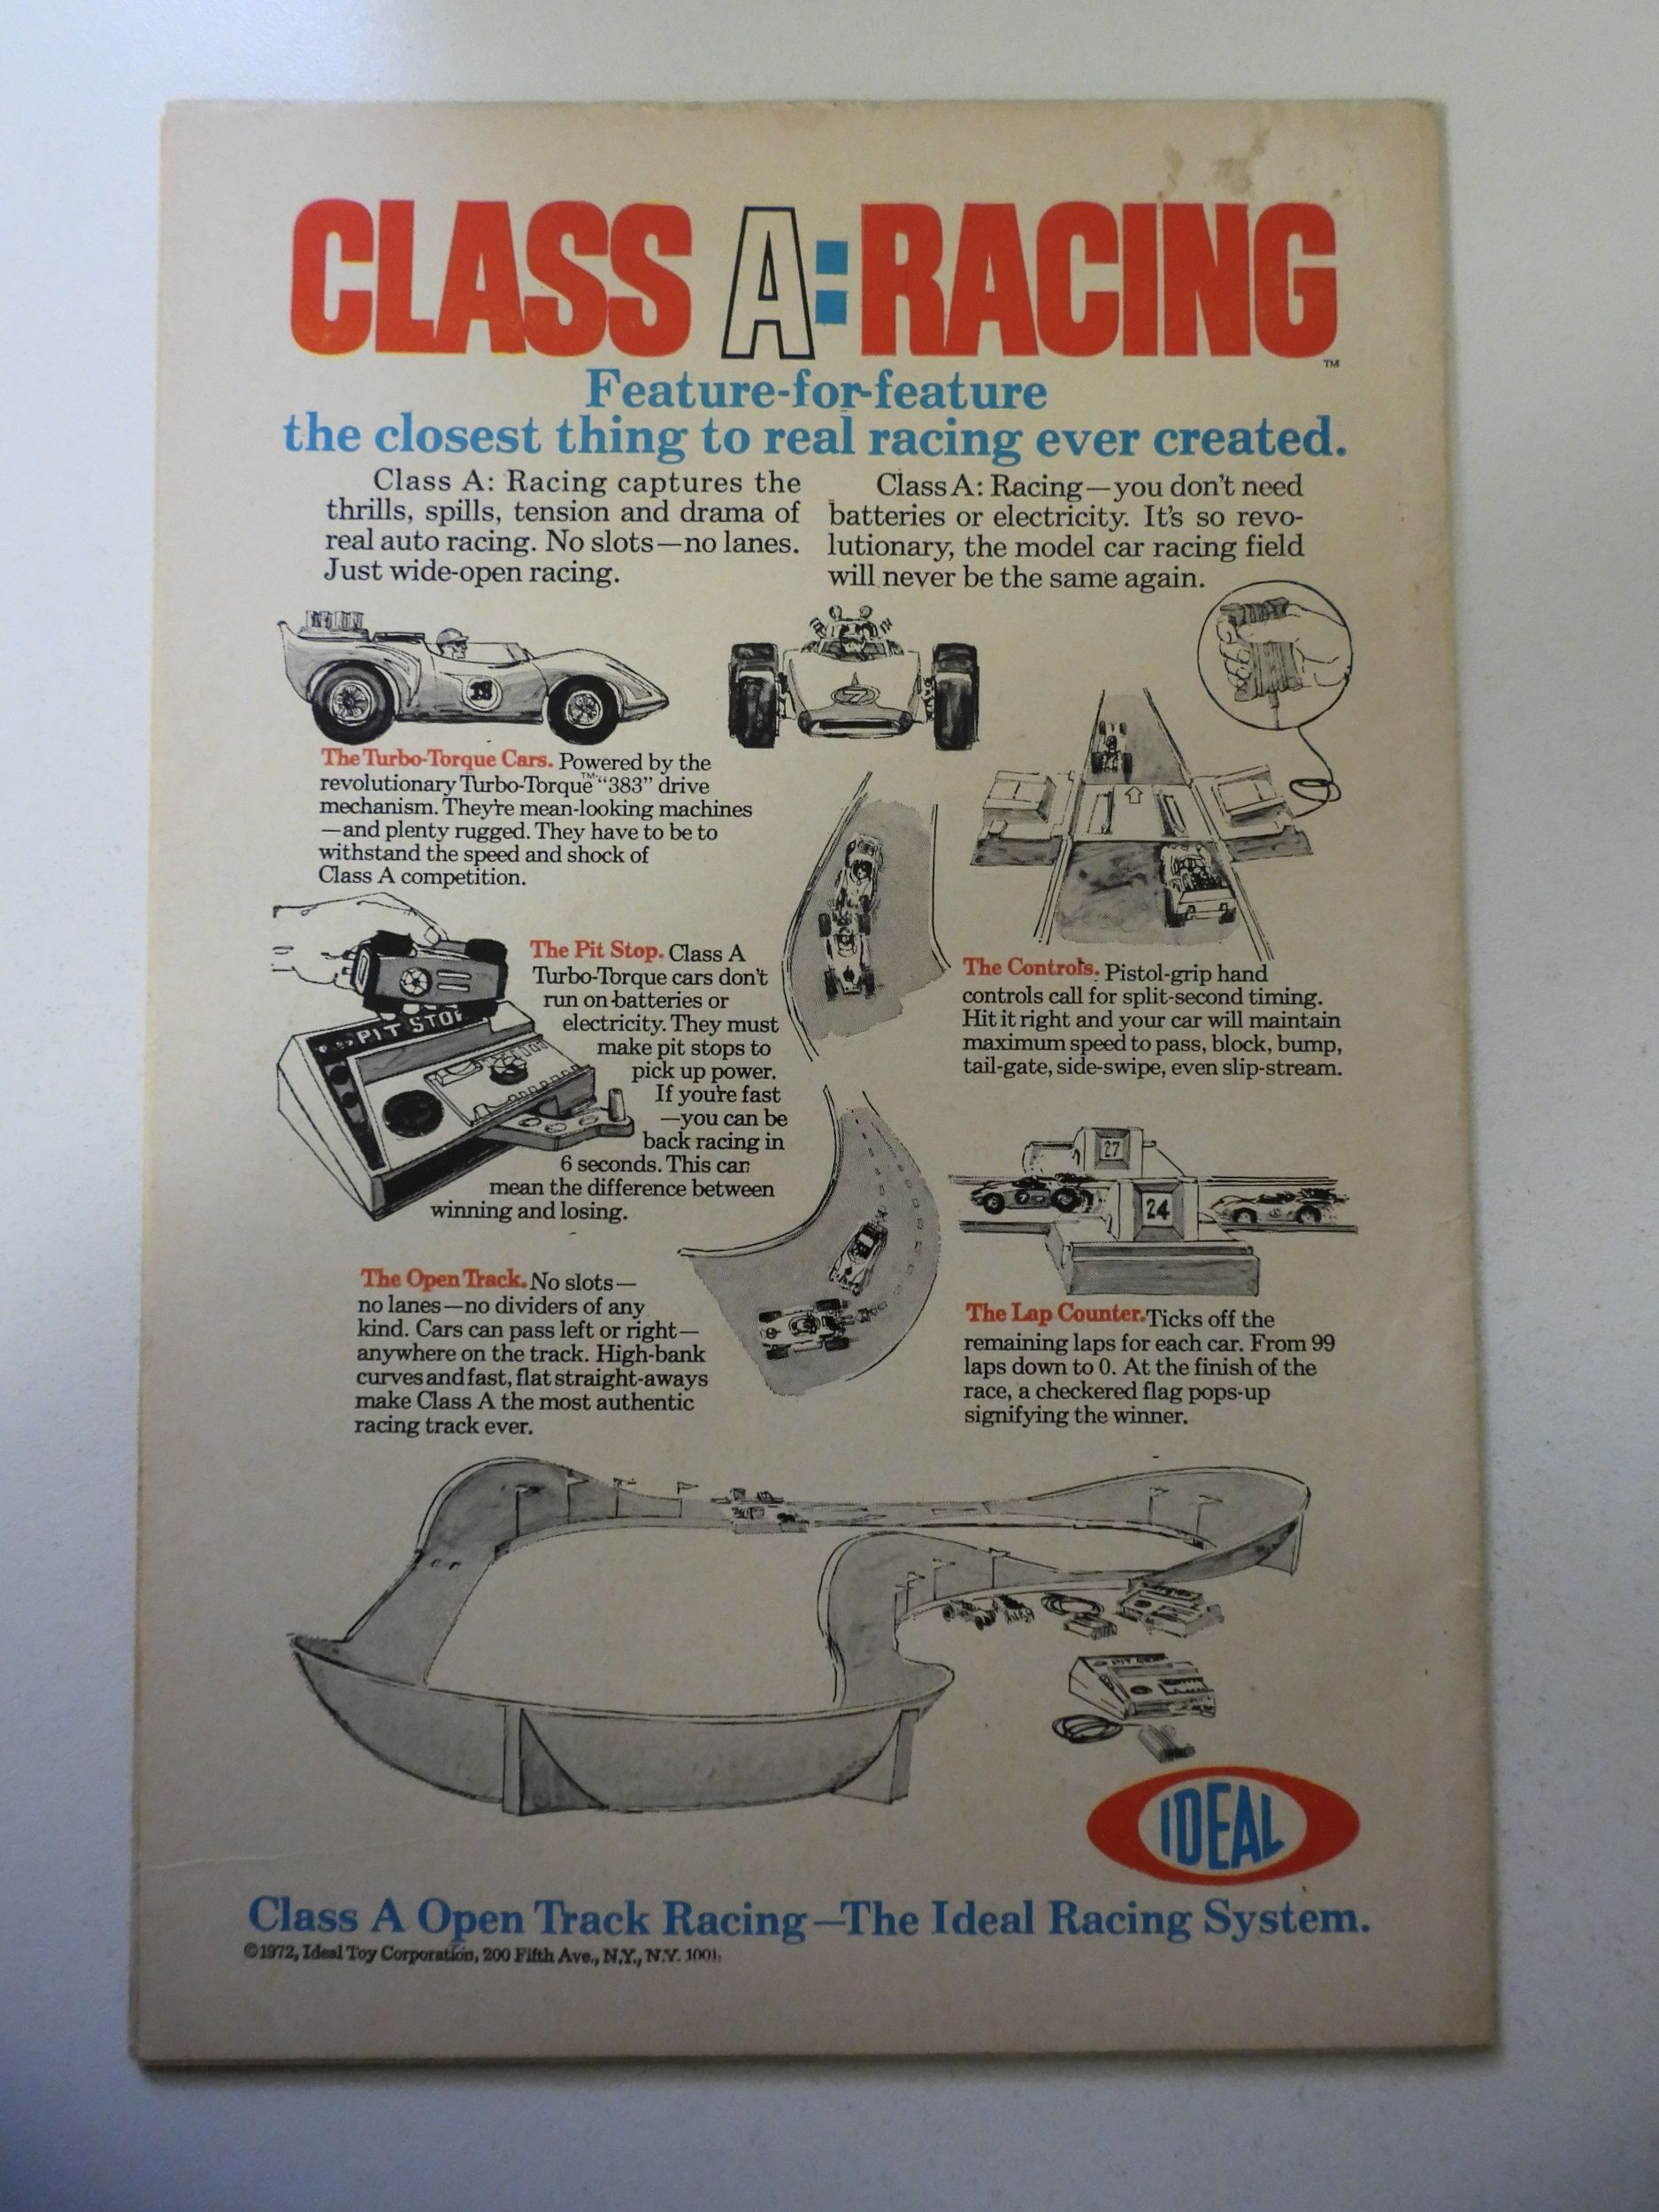 CLASS A: RACING
TM
Feature-for-feature
the closest thing to real racing ever created.
Class A: Racing captures the
thrills, spills, tension and drama of
real auto racing. No slots—no lanes.
Just wide-open racing.
Class A: Racing—you don't need
batteries or electricity. It's so revo-
lutionary, the model car racing field
will never be the same again.
The Turbo-Torque Cars. Powered by the
revolutionary Turbo-Torque™ "383" drive
mechanism. They're mean-looking machines
—and plenty rugged. They have to be to
withstand the speed and shock of
Class A competition.
PIT STOP
The Pit Stop. Class A
Turbo-Torque cars don't
run on batteries or
electricity. They must
make pit stops to
pick up power.
If you're fast
—you can be
back racing in
6 seconds. This can
mean the difference between
winning and losing.
The Controls. Pistol-grip hand
controls call for split-second timing.
Hit it right and your car will maintain
maximum speed to pass, block, bump,
tail-gate, side-swipe, even slip-stream.
27
24
The Open Track. No slots—
no lanes—no dividers of any
kind. Cars can pass left or right—
anywhere on the track. High-bank
curves and fast, flat straight-aways
make Class A the most authentic
racing track ever.
The Lap Counter. Ticks off the
remaining laps for each car. From 99
laps down to 0. At the finish of the
race, a checkered flag pops-up
signifying the winner.
IDEAL
Class A Open Track Racing—The Ideal Racing System.
©1972, Ideal Toy Corporation, 200 Fifth Ave., N.Y., N.Y.